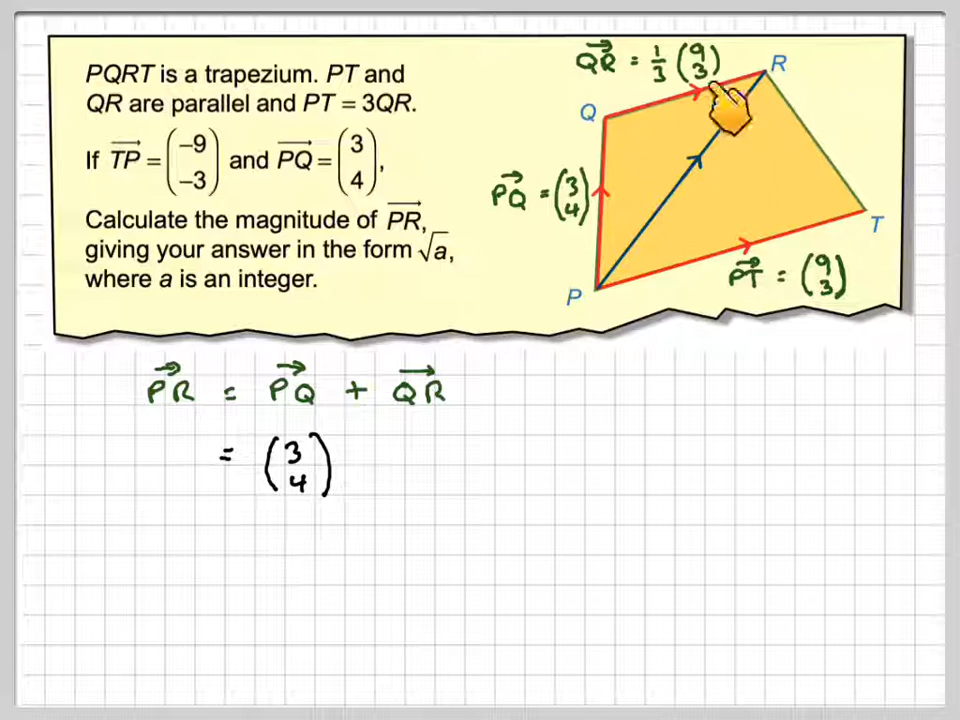 PQRT is a trapezium. PT and
QR are parallel and PT = 3QR.
If TP⃗ = (−9 −3) and PQ⃗ = (3 4),
Calculate the magnitude of PR⃗,
giving your answer in the form √a,
where a is an integer.
QR⃗ = 1/3 (9 3)
R
Q
PQ⃗ = (3 4)
T
PT⃗ = (9 3)
P
PR⃗ = PQ⃗ + QR⃗
= (3 4)